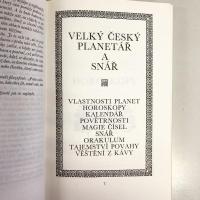 VELKÝ ČESKÝ
PLANETÁŘ
A
SNÁŘ
VLASTNOSTI PLANET
HOROSKOPY
KALENDÁŘ
POVĚTRNOSTI
MAGIE ČÍSEL
SNÁŘ
ORAKULUM
TAJEMSTVÍ POVAHY
VĚŠTĚNÍ Z KÁVY